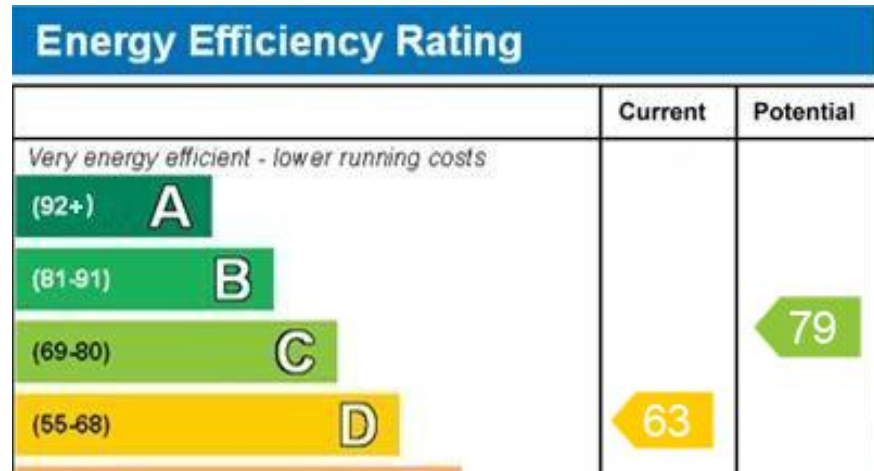 Energy Efficiency Rating
Current Potential
Very energy efficient - lower running costs
(92+) A
(81-91) B
(69-80) C
79
(55-68) D
63